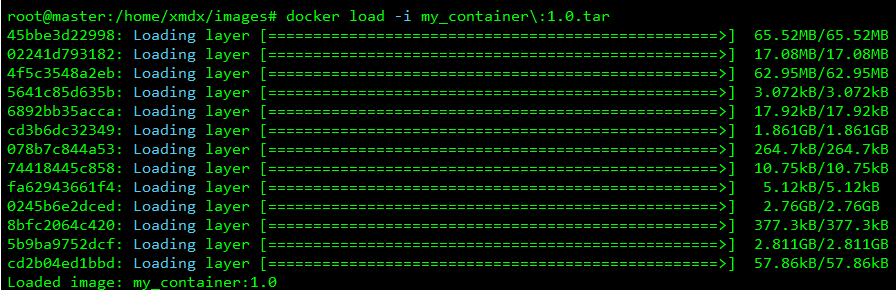 root@master:/home/xmdx/images# docker load -i my_container\:1.0.tar
45bbe3d22998: Loading layer [==================================================>]  65.52MB/65.52MB
02241d793182: Loading layer [==================================================>]  17.08MB/17.08MB
4f5c3548a2eb: Loading layer [==================================================>]  62.95MB/62.95MB
5641c85d635b: Loading layer [==================================================>]  3.072kB/3.072kB
6892bb35acca: Loading layer [==================================================>]  17.92kB/17.92kB
cd3b6dc32349: Loading layer [==================================================>]  1.861GB/1.861GB
078b7c844a53: Loading layer [==================================================>]  264.7kB/264.7kB
74418445c858: Loading layer [==================================================>]  10.75kB/10.75kB
fa62943661f4: Loading layer [==================================================>]   5.12kB/5.12kB
0245b6e2dced: Loading layer [==================================================>]   2.76GB/2.76GB
8bfc2064c420: Loading layer [==================================================>]  377.3kB/377.3kB
5b9ba9752dcf: Loading layer [==================================================>]  2.811GB/2.811GB
cd2b04ed1bbd: Loading layer [==================================================>]  57.86kB/57.86kB
Loaded image: my_container:1.0